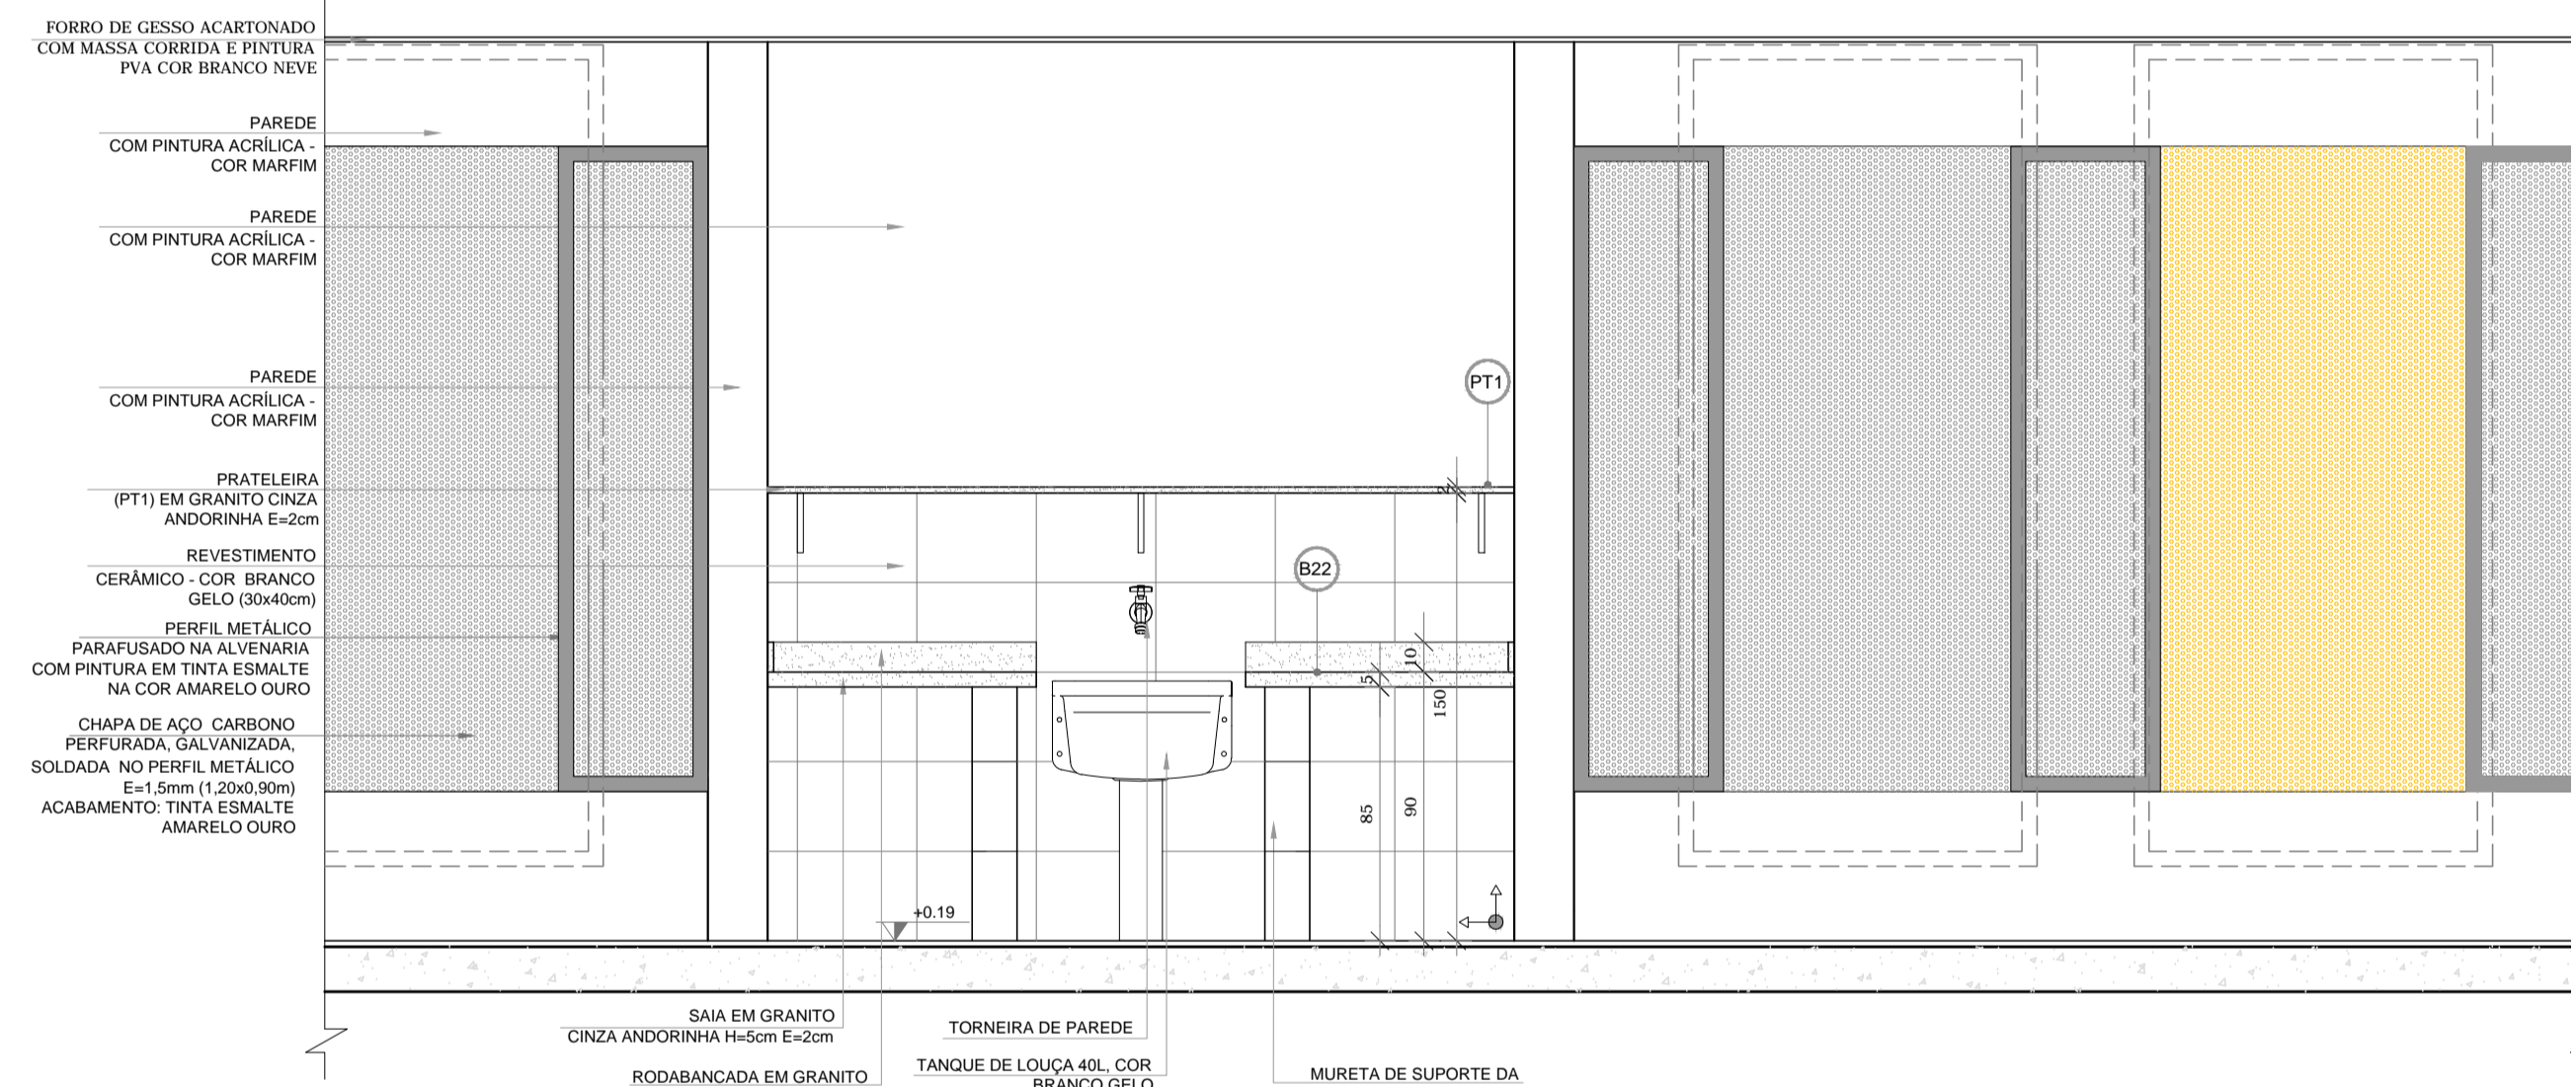 FORRO DE GESSO ACARTONADO
COM MASSA CORRIDA E PINTURA
PVA COR BRANCO NEVE
PAREDE
COM PINTURA ACRÍLICA -
COR MARFIM
PAREDE
COM PINTURA ACRÍLICA -
COR MARFIM
PAREDE
COM PINTURA ACRÍLICA -
COR MARFIM
PRATELEIRA
(PT1) EM GRANITO CINZA
ANDORINHA E=2cm
REVESTIMENTO
CERÂMICO - COR BRANCO
GELO (30x40cm)
PERFIL METÁLICO
PARAFUSADO NA ALVENARIA
COM PINTURA EM TINTA ESMALTE
NA COR AMARELO OURO
CHAPA DE AÇO CARBONO
PERFURADA, GALVANIZADA,
SOLDADA NO PERFIL METÁLICO
E=1,5mm (1,20x0,90m)
ACABAMENTO: TINTA ESMALTE
AMARELO OURO
PT1
2
B22
10
5
150
85
90
+0.19
SAIA EM GRANITO
CINZA ANDORINHA H=5cm E=2cm
RODABANCADA EM GRANITO
TORNEIRA DE PAREDE
TANQUE DE LOUÇA 40L, COR
BRANCO GELO
MURETA DE SUPORTE DA